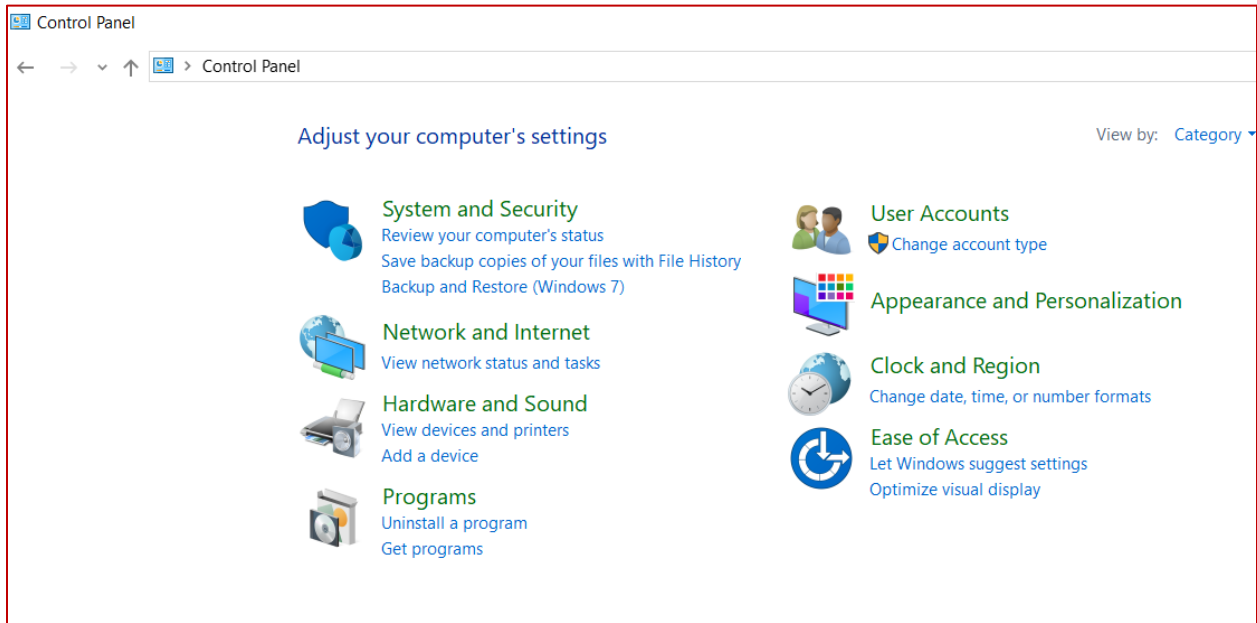 Control Panel
Control Panel
Adjust your computer's settings
View by: Category
System and Security
Review your computer's status
Save backup copies of your files with File History
Backup and Restore (Windows 7)
Network and Internet
View network status and tasks
Hardware and Sound
View devices and printers
Add a device
Programs
Uninstall a program
Get programs
User Accounts
Change account type
Appearance and Personalization
Clock and Region
Change date, time, or number formats
Ease of Access
Let Windows suggest settings
Optimize visual display